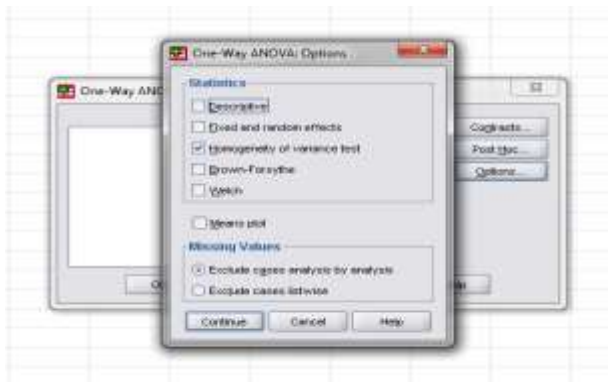 One-Way ANOVA: Options
One-Way ANO
Statistics
Descriptive
Fixed and random effects
Homogeneity of variance test
Brown-Forsythe
Welch
Means plot
Missing Values
Exclude cases analysis by analysis
Exclude cases listwise
Continue
Cancel
Help
Contrasts...
Post Hoc...
Options...